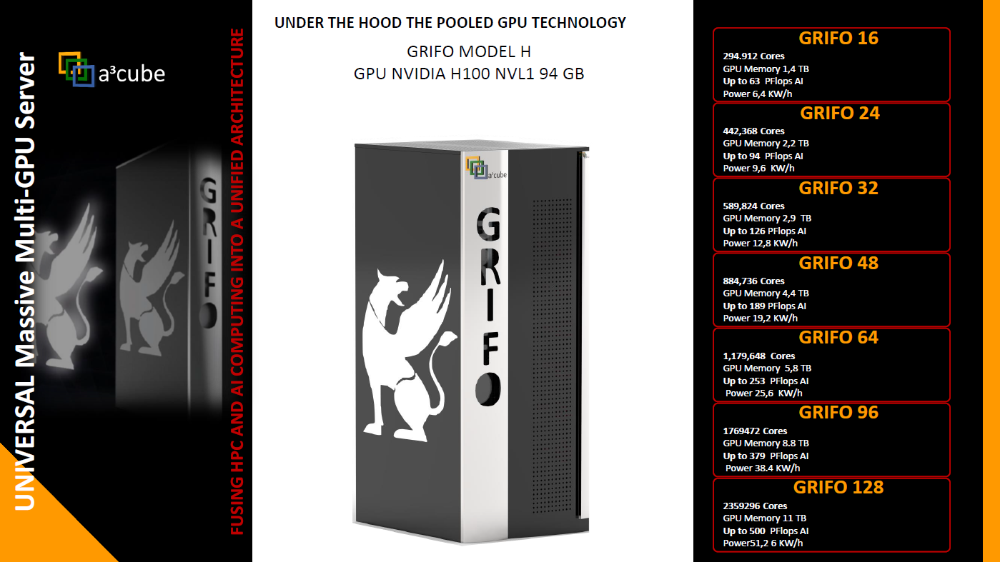 UNIVERSAL Massive Multi-GPU Server
a³cube
GRIFO
FUSING HPC AND AI COMPUTING INTO A UNIFIED ARCHITECTURE
UNDER THE HOOD THE POOLED GPU TECHNOLOGY
GRIFO MODEL H
GPU NVIDIA H100 NVL1 94 GB
a³cube
GRIFO
GRIFO 16
294.912 Cores
GPU Memory 1,4 TB
Up to 63 PFlops AI
Power 6,4 KW/h
GRIFO 24
442,368 Cores
GPU Memory 2,2 TB
Up to 94 PFlops AI
Power 9,6 KW/h
GRIFO 32
589,824 Cores
GPU Memory 2,9 TB
Up to 126 PFlops AI
Power 12,8 KW/h
GRIFO 48
884,736 Cores
GPU Memory 4,4 TB
Up to 189 PFlops AI
Power 19,2 KW/h
GRIFO 64
1,179,648 Cores
GPU Memory 5,8 TB
Up to 253 PFlops AI
Power 25,6 KW/h
GRIFO 96
1769472 Cores
GPU Memory 8.8 TB
Up to 379 PFlops AI
Power 38.4 KW/h
GRIFO 128
2359296 Cores
GPU Memory 11 TB
Up to 500 PFlops AI
Power51,2 6 KW/h